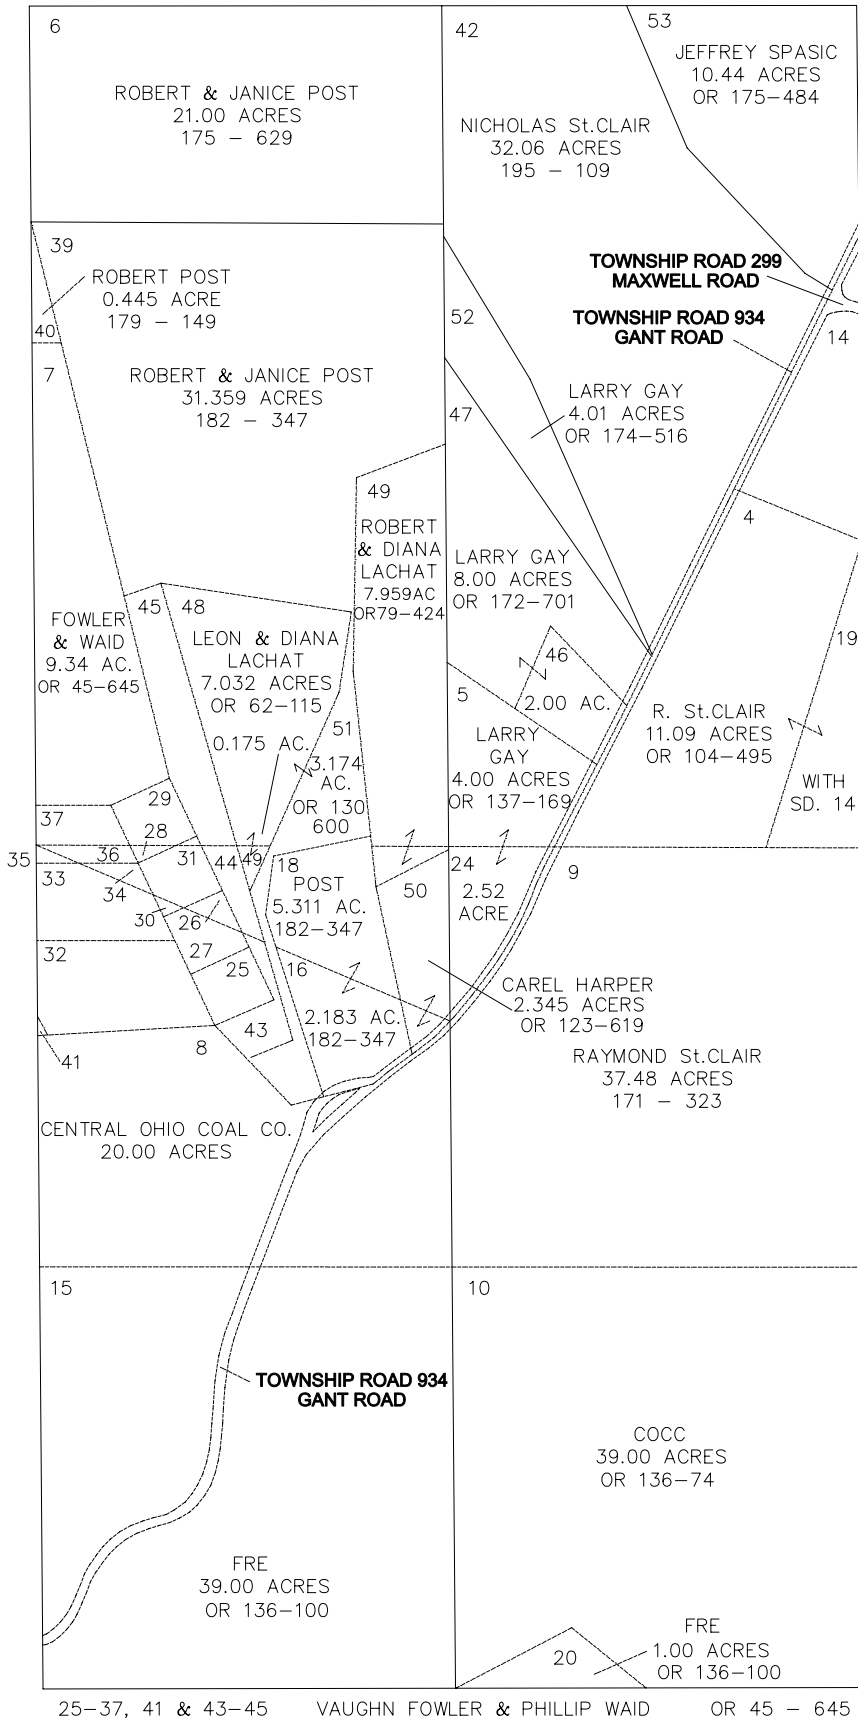 6
ROBERT & JANICE POST
21.00 ACRES
175 - 629
42
NICHOLAS St.CLAIR
32.06 ACRES
195 - 109
53
JEFFREY SPASIC
10.44 ACRES
OR 175-484
39
ROBERT POST
0.445 ACRE
179 - 149
40
7
ROBERT & JANICE POST
31.359 ACRES
182 - 347
TOWNSHIP ROAD 299
MAXWELL ROAD
TOWNSHIP ROAD 934
GANT ROAD
14
52
LARRY GAY
4.01 ACRES
OR 174-516
47
49
ROBERT
& DIANA
LACHAT
7.959AC
OR79-424
LARRY GAY
8.00 ACRES
OR 172-701
4
19
45
48
FOWLER
& WAID
9.34 AC.
OR 45-645
LEON & DIANA
LACHAT
7.032 ACRES
OR 62-115
0.175 AC.
51
3.174
AC.
OR 130
600
46
2.00 AC.
5
LARRY
GAY
4.00 ACRES
OR 137-169
R. St.CLAIR
11.09 ACRES
OR 104-495
WITH
SD. 14
29
37
28
36
31
44
49
18
35
33
34
30
26
POST
5.311 AC.
182-347
50
24
2.52
ACRE
9
32
27
25
16
2.183 AC.
182-347
CAREL HARPER
2.345 ACERS
OR 123-619
43
8
41
RAYMOND St.CLAIR
37.48 ACRES
171 - 323
CENTRAL OHIO COAL CO.
20.00 ACRES
15
10
TOWNSHIP ROAD 934
GANT ROAD
COCC
39.00 ACRES
OR 136-74
FRE
39.00 ACRES
OR 136-100
20
FRE
1.00 ACRES
OR 136-100
25-37, 41 & 43-45 VAUGHN FOWLER & PHILLIP WAID OR 45 - 645